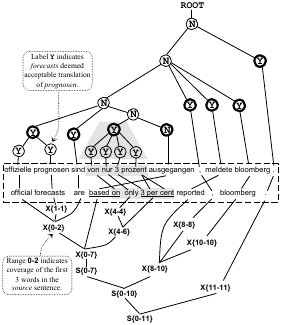 ROOT
N
N
Y
N
N
Y
Y
Y
Label Y indicates
forecasts deemed
acceptable translation
of prognosen.
Y
Y
Y
N
Y
Y
Y
Y
Y
Y
offizielle prognosen sind von nur 3 prozent ausgegangen , meldete bloomberg .
official forecasts are based on only 3 per cent reported , bloomberg .
X{1-1}
X{0-2}
X{4-4}
X{4-6}
X{8-8}
X{10-10}
X{0-7}
S{0-7}
X{8-10}
Range 0-2 indicates
coverage of the first
3 words in the
source sentence.
S{0-10}
X{11-11}
S{0-11}